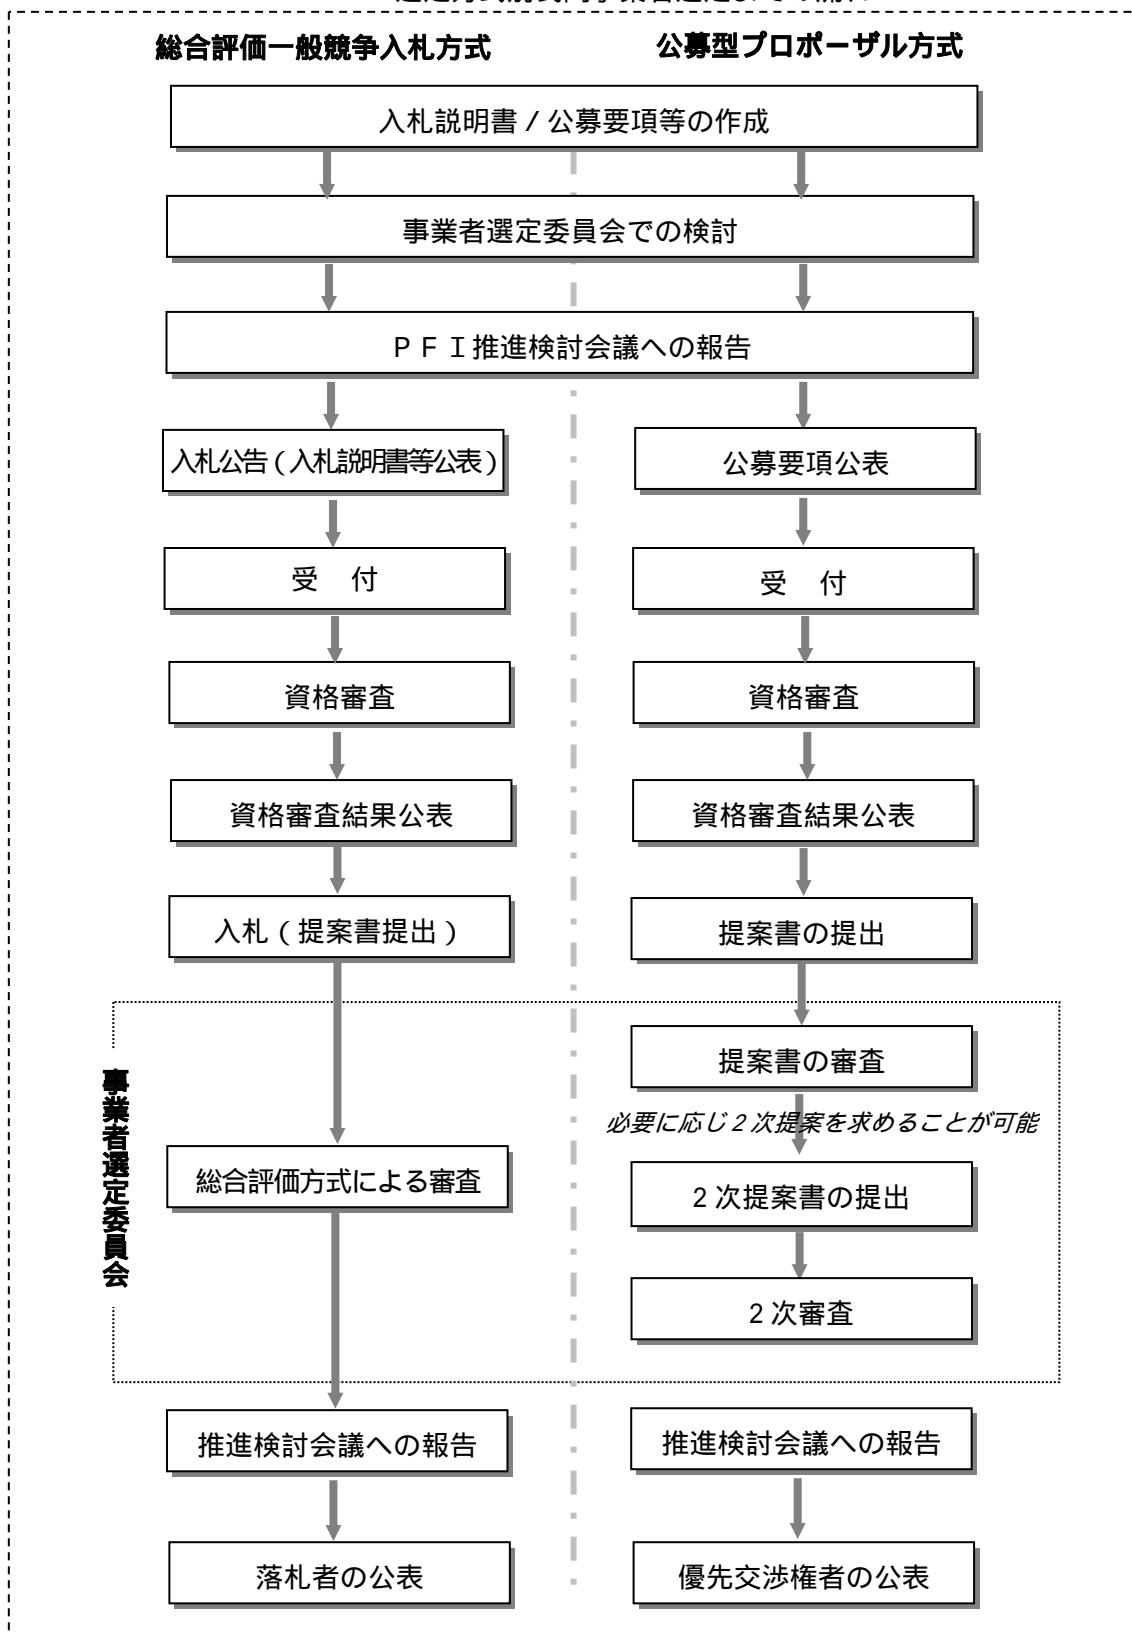 総合評価一般競争入札方式
公募型プロポーザル方式
入札説明書/公募要項等の作成
事業者選定委員会での検討
PFI推進検討会議への報告
入札公告(入札説明書等公表)
公募要項公表
受 付
受 付
資格審査
資格審査
資格審査結果公表
資格審査結果公表
入札(提案書提出)
提案書の提出
事業者選定委員会
提案書の審査
必要に応じ2次提案を求めることが可能
総合評価方式による審査
2次提案書の提出
2次審査
推進検討会議への報告
推進検討会議への報告
落札者の公表
優先交渉権者の公表